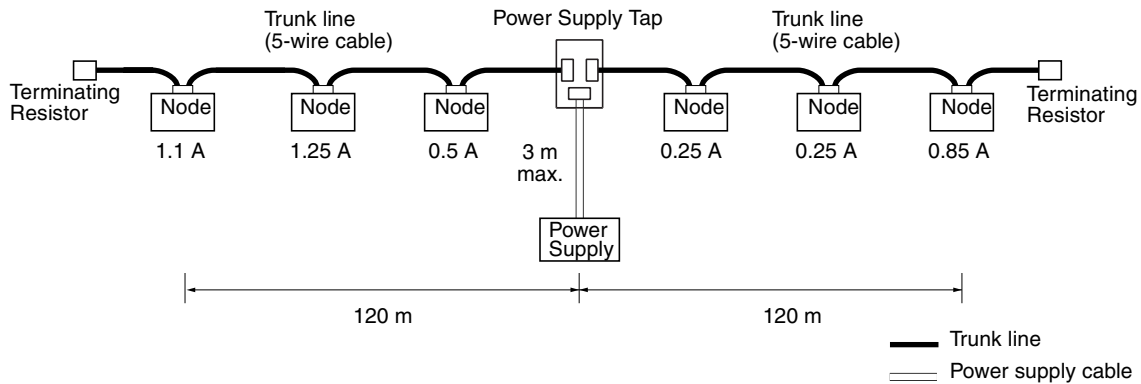 Trunk line
(5-wire cable)
Power Supply Tap
Trunk line
(5-wire cable)
Terminating
Resistor
Node
Node
Node
Node
Node
Node
Terminating
Resistor
1.1 A
1.25 A
0.5 A
3 m
max.
0.25 A
0.25 A
0.85 A
Power
Supply
120 m
120 m
Trunk line
Power supply cable